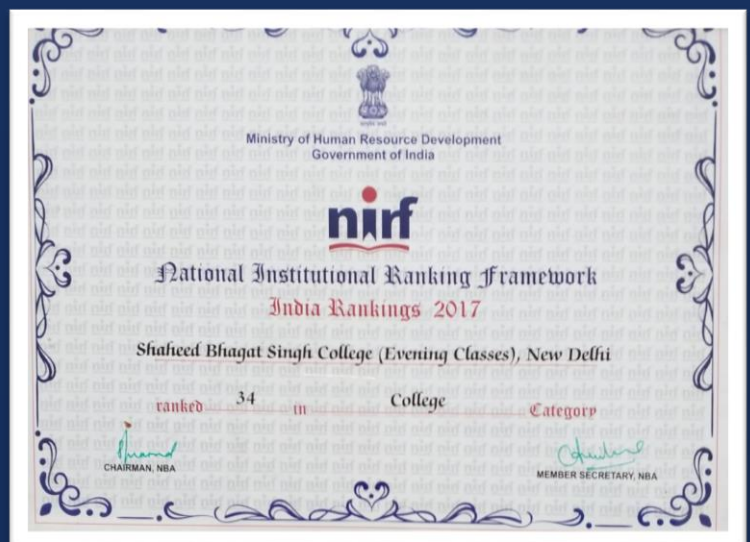 Ministry of Human Resource Development
Government of India
nirf
National Institutional Ranking Framework
India Rankings 2017
Shaheed Bhagat Singh College (Evening Classes), New Delhi
ranked 34 in College Category
CHAIRMAN, NBA
MEMBER SECRETARY, NBA